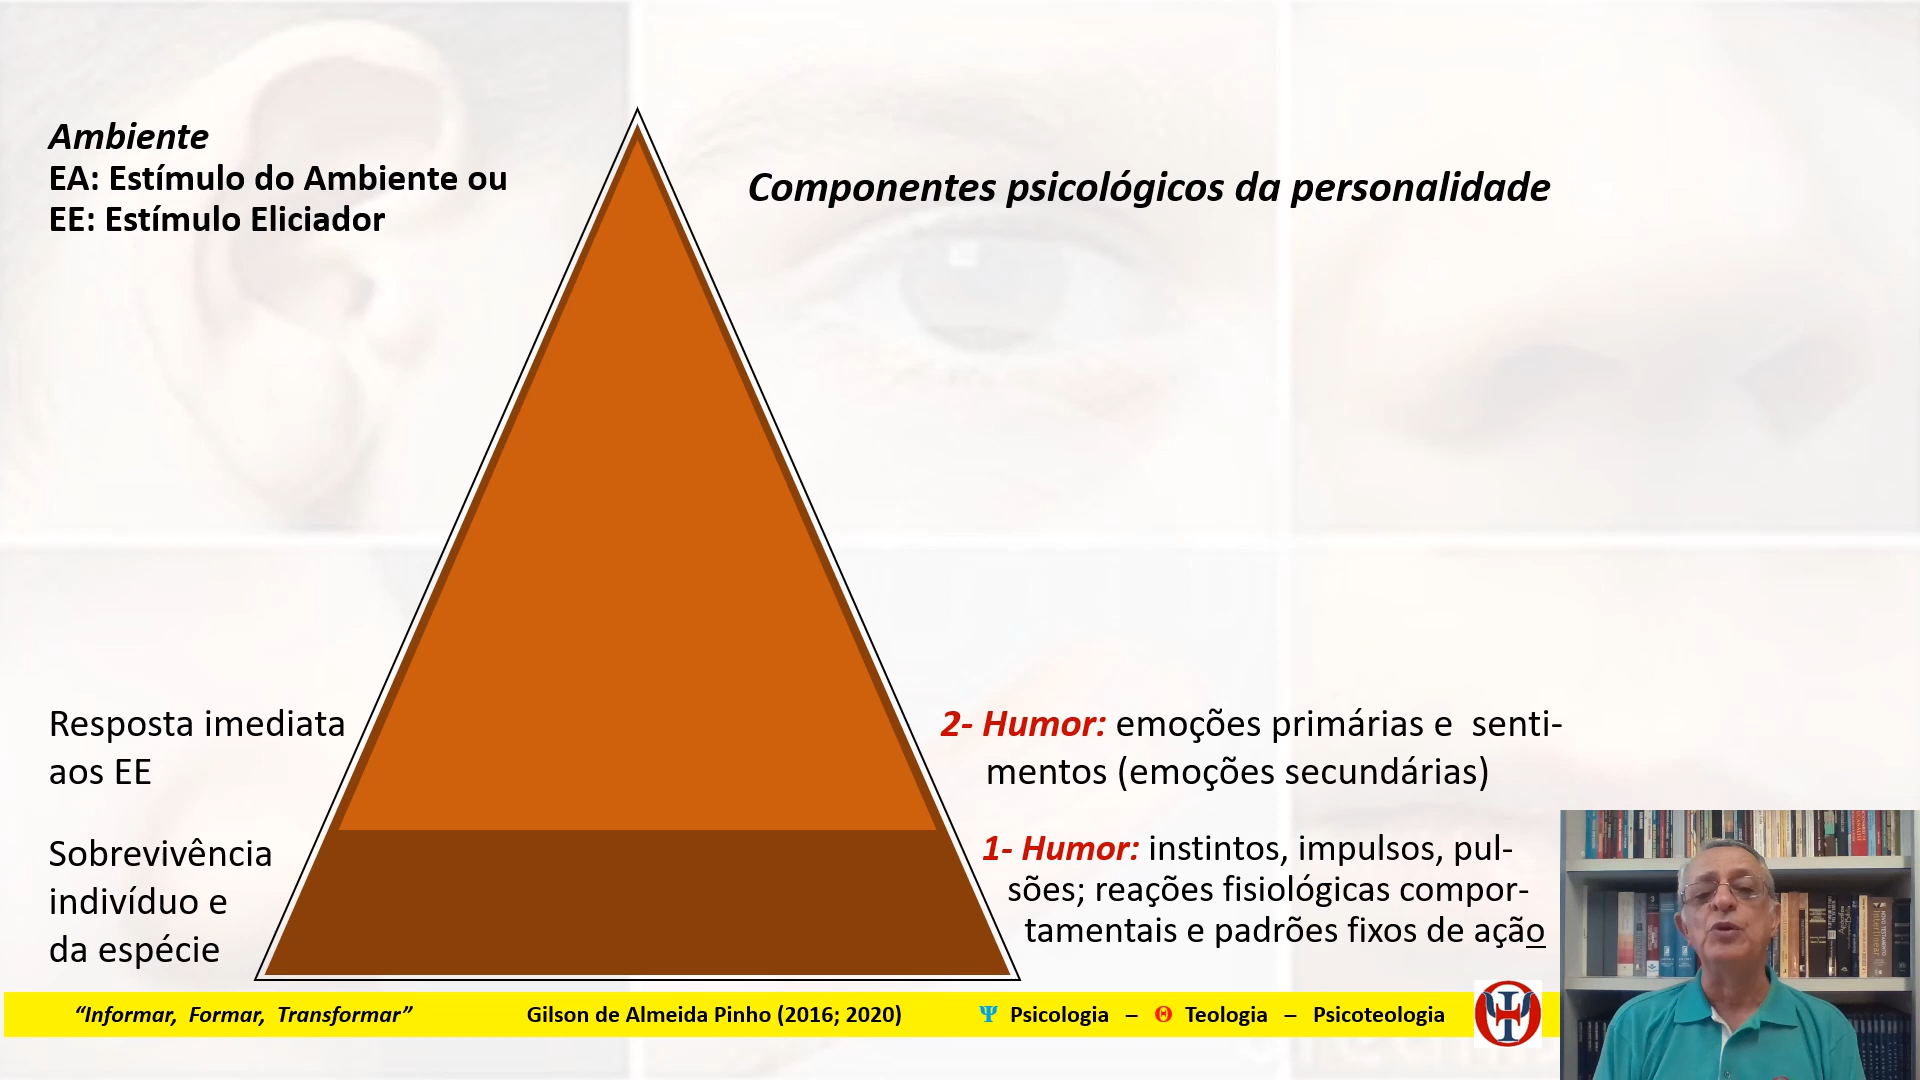 Ambiente
EA: Estímulo do Ambiente ou
EE: Estímulo Eliciador
Componentes psicológicos da personalidade
Resposta imediata
aos EE
2- Humor: emoções primárias e senti-
mentos (emoções secundárias)
Sobrevivência
indivíduo e
da espécie
1- Humor: instintos, impulsos, pul-
sões; reações fisiológicas compor-
tamentais e padrões fixos de ação
“Informar, Formar, Transformar”
Gilson de Almeida Pinho (2016; 2020)
Ψ Psicologia – Θ Teologia – Psicoteologia